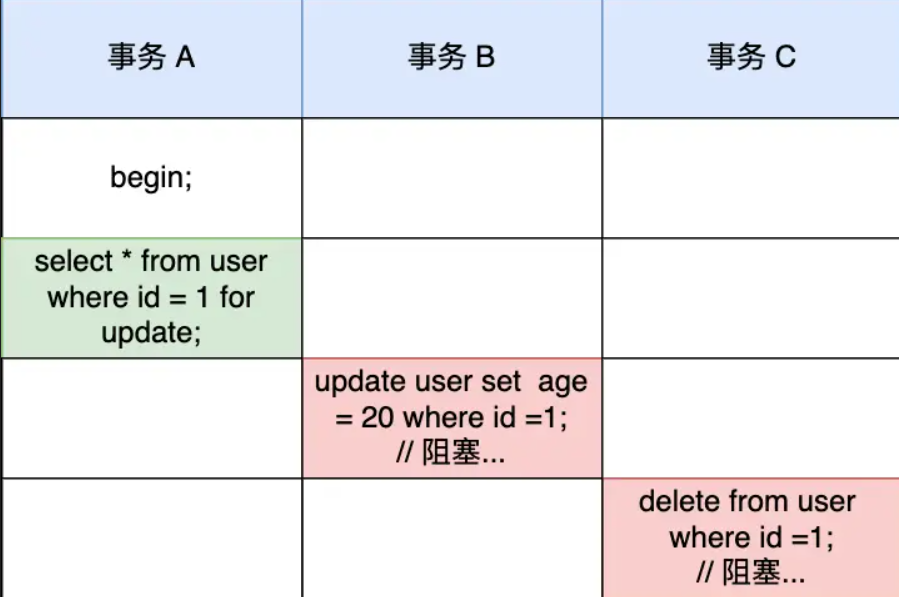 事务 A
事务 B
事务 C
begin;
select * from user
where id = 1 for
update;
update user set  age
= 20 where id =1;
// 阻塞...
delete from user
where id =1;
// 阻塞...